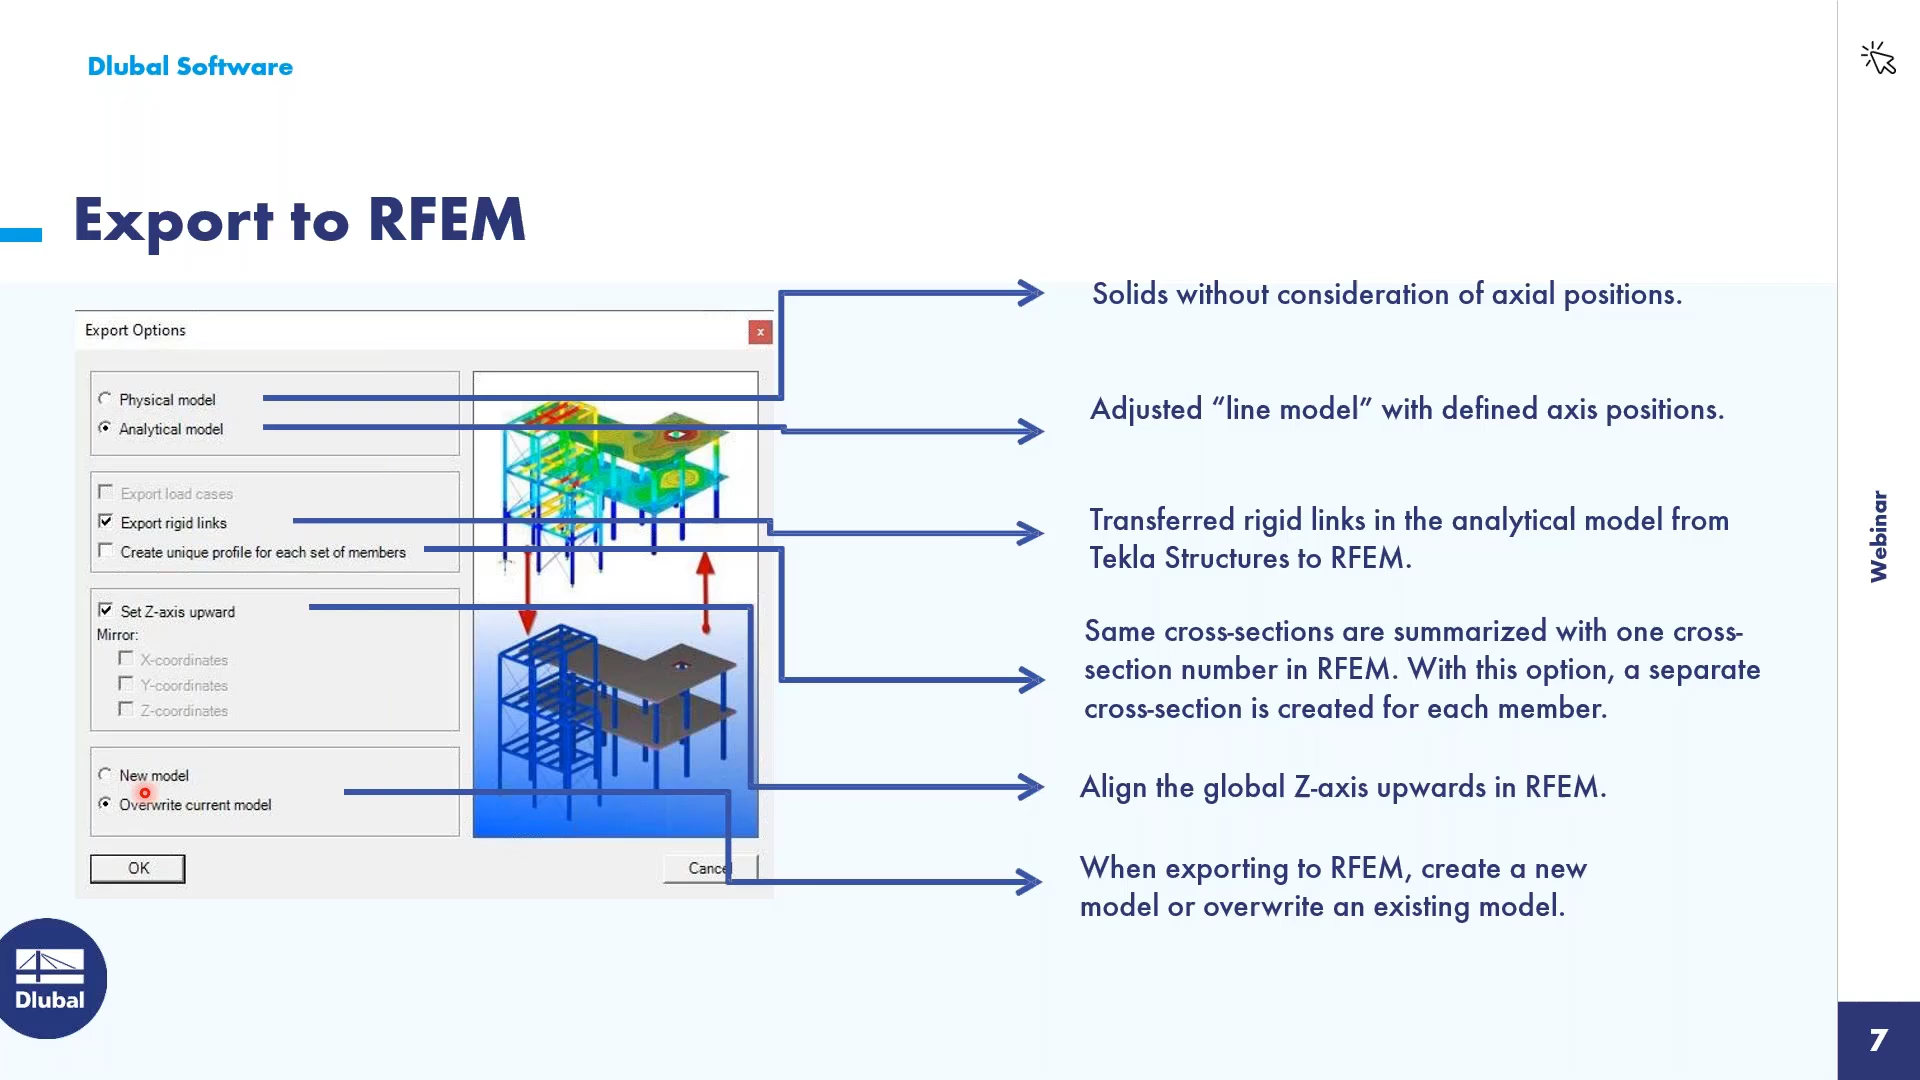 Dlubal Software
Export to RFEM
Export Options
x
Physical model
Analytical model
Export load cases
Export rigid links
Create unique profile for each set of members
Set Z-axis upward
Mirror:
X-coordinates
Y-coordinates
Z-coordinates
New model
Overwrite current model
OK
Cancel
Solids without consideration of axial positions.
Adjusted “line model” with defined axis positions.
Transferred rigid links in the analytical model from
Tekla Structures to RFEM.
Same cross-sections are summarized with one cross-
section number in RFEM. With this option, a separate
cross-section is created for each member.
Align the global Z-axis upwards in RFEM.
When exporting to RFEM, create a new
model or overwrite an existing model.
Webinar
Dlubal
7